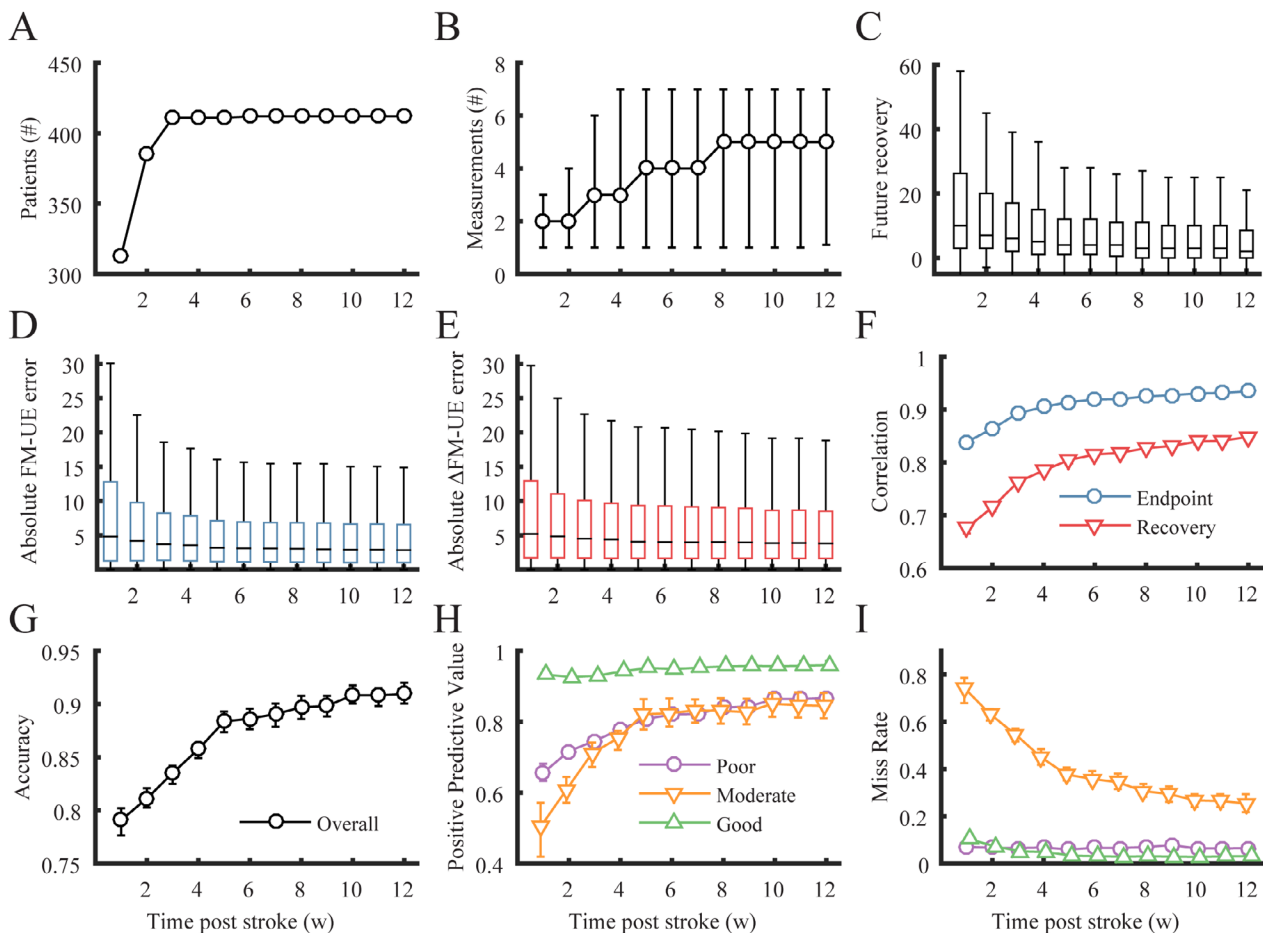 A
Patients (#)
450
400
350
300
2 4 6 8 10 12
B
Measurements (#)
8
6
4
2
0
2 4 6 8 10 12
C
Future recovery
60
40
20
0
2 4 6 8 10 12
D
Absolute FM-UE error
30
25
20
15
10
5
2 4 6 8 10 12
E
Absolute ΔFM-UE error
30
25
20
15
10
5
2 4 6 8 10 12
F
Correlation
1
0.9
0.8
0.7
0.6
Endpoint
Recovery
2 4 6 8 10 12
G
Accuracy
0.95
0.9
0.85
0.8
0.75
Overall
2 4 6 8 10 12
Time post stroke (w)
H
Positive Predictive Value
1
0.8
0.6
0.4
Poor
Moderate
Good
2 4 6 8 10 12
Time post stroke (w)
I
Miss Rate
0.8
0.6
0.4
0.2
0
2 4 6 8 10 12
Time post stroke (w)